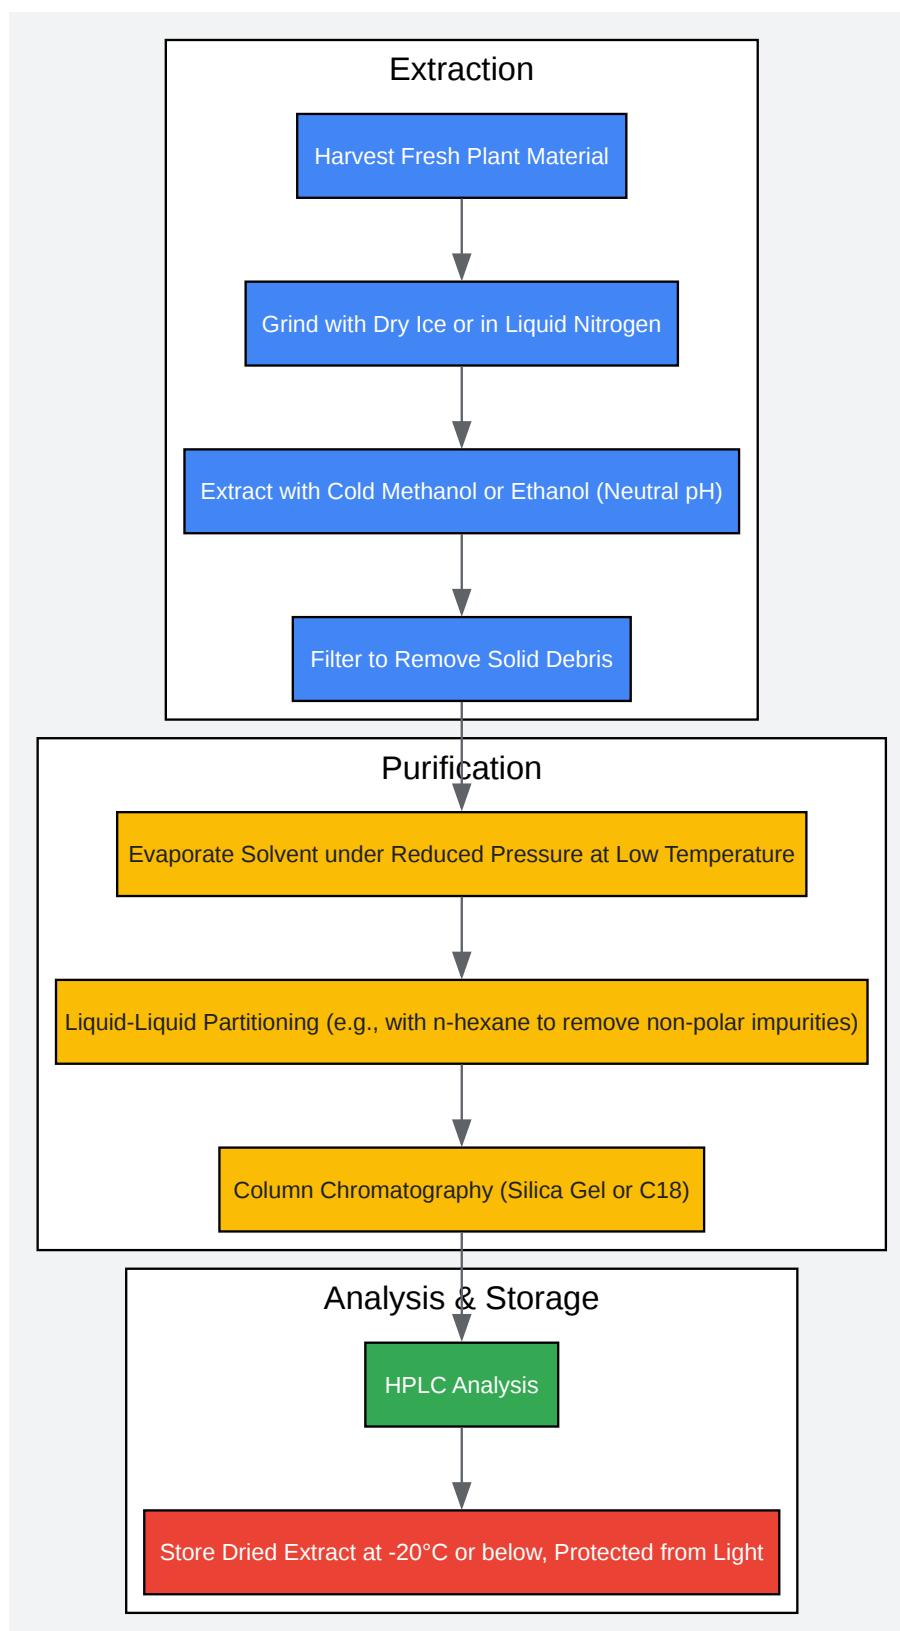 Extraction
Harvest Fresh Plant Material
Grind with Dry Ice or in Liquid Nitrogen
Extract with Cold Methanol or Ethanol (Neutral pH)
Filter to Remove Solid Debris
Purification
Evaporate Solvent under Reduced Pressure at Low Temperature
Liquid-Liquid Partitioning (e.g., with n-hexane to remove non-polar impurities)
Column Chromatography (Silica Gel or C18)
Analysis & Storage
HPLC Analysis
Store Dried Extract at -20°C or below, Protected from Light